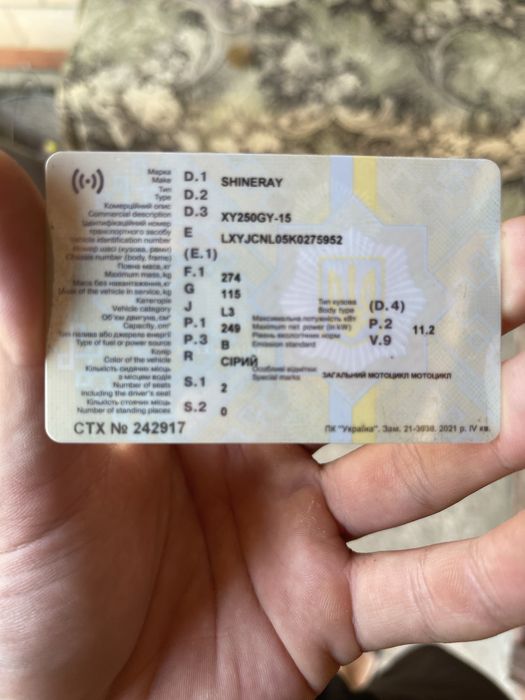 Марка D.1 SHINERAY
Make
Тип D.2
Type
Комерційний опис D.3 XY250GY-15
Commercial description
Ідентифікаційний номер E LXYJCNL05K0275952
транспортного засобу
vehicle identification number
номер шасі (кузова, рами) (E.1)
Chassis number (body, frame)
Повна маса, кг F.1 274
Maximum mass, kg
Маса без навантаження, кг G 115
Mass of the vehicle in service, kg
Категорія J L3
Vehicle category
Об'єм двигуна, см³ P.1 249
Capacity, cm³
Тип палива або джерело енергії P.3 B
Type of fuel or power source
Колір R СІРИЙ
Color of the vehicle
Кількість сидячих місць S.1 2
з місцем водія
Number of seats
including the driver's seat
Кількість стоячих місць S.2 0
Number of standing places
Тип кузова (D.4)
Body type
Максимальна потужність кВт P.2 11.2
Maximum net. power (in kW)
Рівень екологічних норм V.9
Emission standard
Особливі відмітки ЗАГАЛЬНИЙ МОТОЦИКЛ МОТОЦИКЛ
Special marks
СТХ № 242917
ПК "Україна". Зам. 21-3938. 2021 р. IV кв.